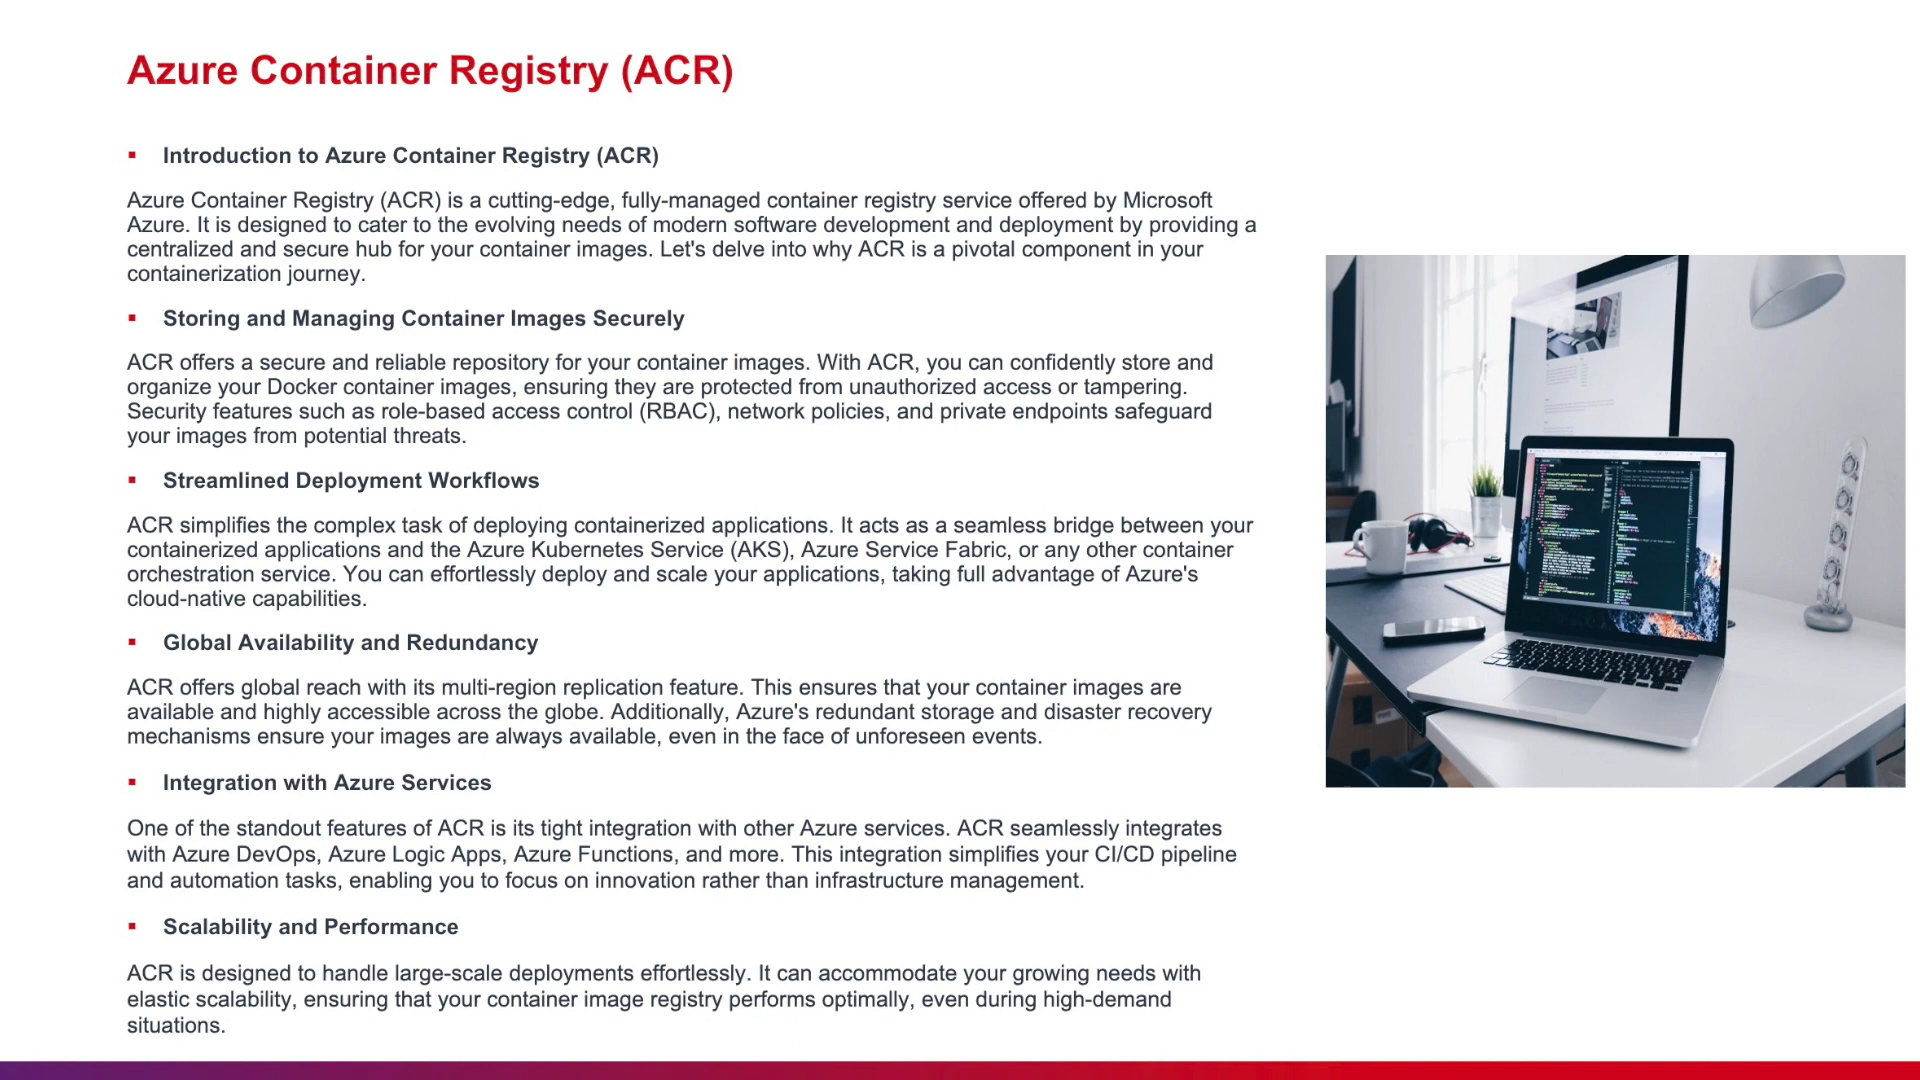 Azure Container Registry (ACR)
▪ Introduction to Azure Container Registry (ACR)
Azure Container Registry (ACR) is a cutting-edge, fully-managed container registry service offered by Microsoft
Azure. It is designed to cater to the evolving needs of modern software development and deployment by providing a
centralized and secure hub for your container images. Let's delve into why ACR is a pivotal component in your
containerization journey.
▪ Storing and Managing Container Images Securely
ACR offers a secure and reliable repository for your container images. With ACR, you can confidently store and
organize your Docker container images, ensuring they are protected from unauthorized access or tampering.
Security features such as role-based access control (RBAC), network policies, and private endpoints safeguard
your images from potential threats.
▪ Streamlined Deployment Workflows
ACR simplifies the complex task of deploying containerized applications. It acts as a seamless bridge between your
containerized applications and the Azure Kubernetes Service (AKS), Azure Service Fabric, or any other container
orchestration service. You can effortlessly deploy and scale your applications, taking full advantage of Azure's
cloud-native capabilities.
▪ Global Availability and Redundancy
ACR offers global reach with its multi-region replication feature. This ensures that your container images are
available and highly accessible across the globe. Additionally, Azure's redundant storage and disaster recovery
mechanisms ensure your images are always available, even in the face of unforeseen events.
▪ Integration with Azure Services
One of the standout features of ACR is its tight integration with other Azure services. ACR seamlessly integrates
with Azure DevOps, Azure Logic Apps, Azure Functions, and more. This integration simplifies your CI/CD pipeline
and automation tasks, enabling you to focus on innovation rather than infrastructure management.
▪ Scalability and Performance
ACR is designed to handle large-scale deployments effortlessly. It can accommodate your growing needs with
elastic scalability, ensuring that your container image registry performs optimally, even during high-demand
situations.